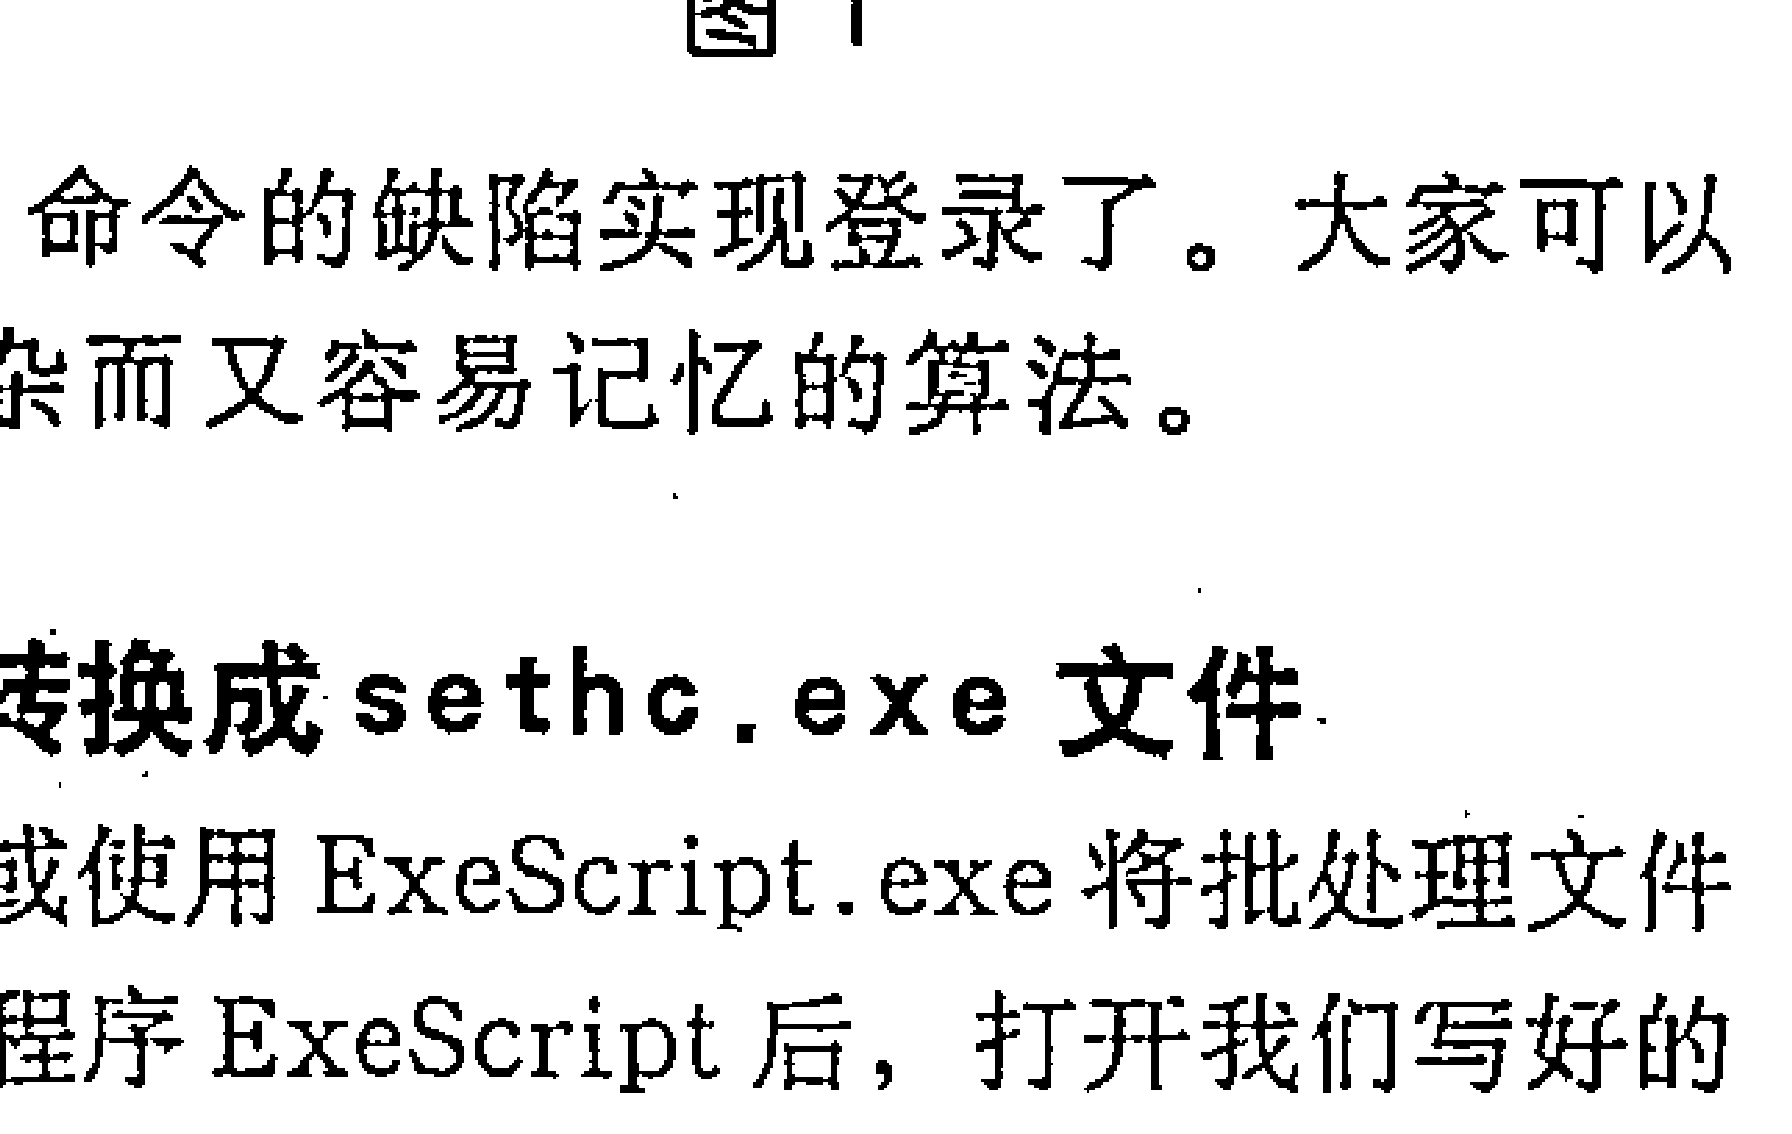 图 1
命令的缺陷实现登录了。大家可以
杂而又容易记忆的算法。
转换成 sethc.exe 文件
或使用 ExeScript.exe 将批处理文件
程序 ExeScript 后，打开我们写好的